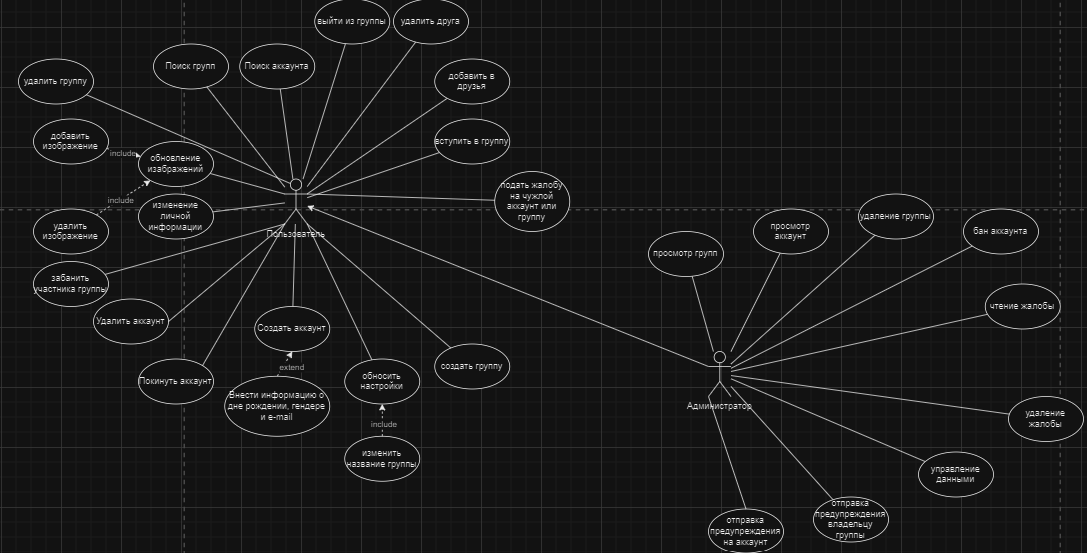 выйти из группы
удалить друга
Поиск групп
Поиск аккаунта
удалить группу
добавить в
друзья
добавить
изображение
include
обновление
изабражений
вступить в группу
include
изменение
личной
информации
подать жалобу
на чужлой
аккаунт или
группу
удалить
изображение
Пользователь
просмотр групп
просмотр
аккаунт
удаление группы
бан аккаунта
забанить
участника группы
Удалить аккаунт
Создать аккаунт
чтение жалобы
extend
Покинуть аккаунт
Внести информацию о
дне рождении, гендере
и e-mail
обносить
настройки
создать группу
include
изменить
название группы
Администратор
удаление
жалобы
управление
данными
отправка
предупреждения
владельцу
группы
отправка
предупреждения
на аккаунт